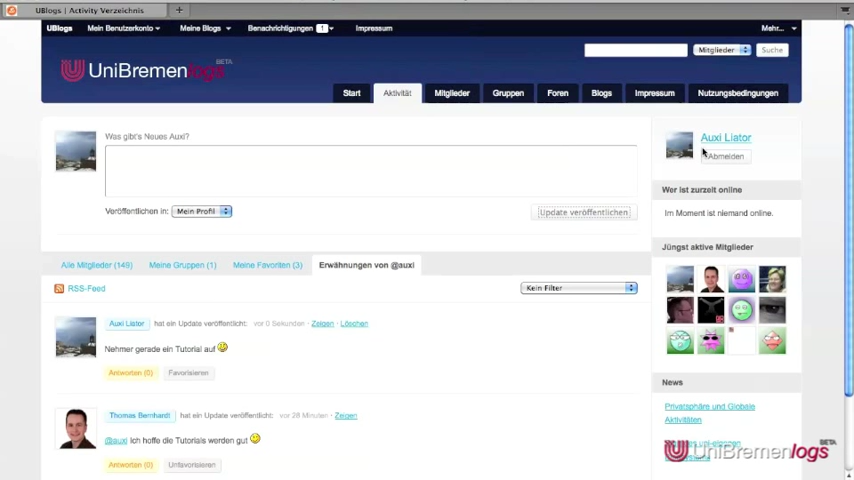 UBlogs | Activity Verzeichnis
UBlogs Mein Benutzerkonto Meine Blogs Benachrichtigungen 1 Impressum Mehr...
Mitglieder Suche
UniBremenlogs BETA
Start Aktivität Mitglieder Gruppen Foren Blogs Impressum Nutzungsbedingungen
Was gibt's Neues Auxi?
Veröffentlichen in: Mein Profil Update veröffentlichen
Auxi Liator
Abmelden
Wer ist zurzeit online
Im Moment ist niemand online.
Jüngst aktive Mitglieder
Alle Mitglieder (149) Meine Gruppen (1) Meine Favoriten (3) Erwähnungen von @auxi
RSS-Feed Kein Filter
Auxi Liator hat ein Update veröffentlicht: vor 0 Sekunden · Zeigen · Löschen
Nehmer gerade ein Tutorial auf
Antworten (0) Favorisieren
Thomas Bernhardt hat ein Update veröffentlicht: vor 28 Minuten · Zeigen
@auxi Ich hoffe die Tutorials werden gut
Antworten (0) Unfavorisieren
News
Privatsphäre und Globale
Aktivitäten
UniBremenlogs BETA